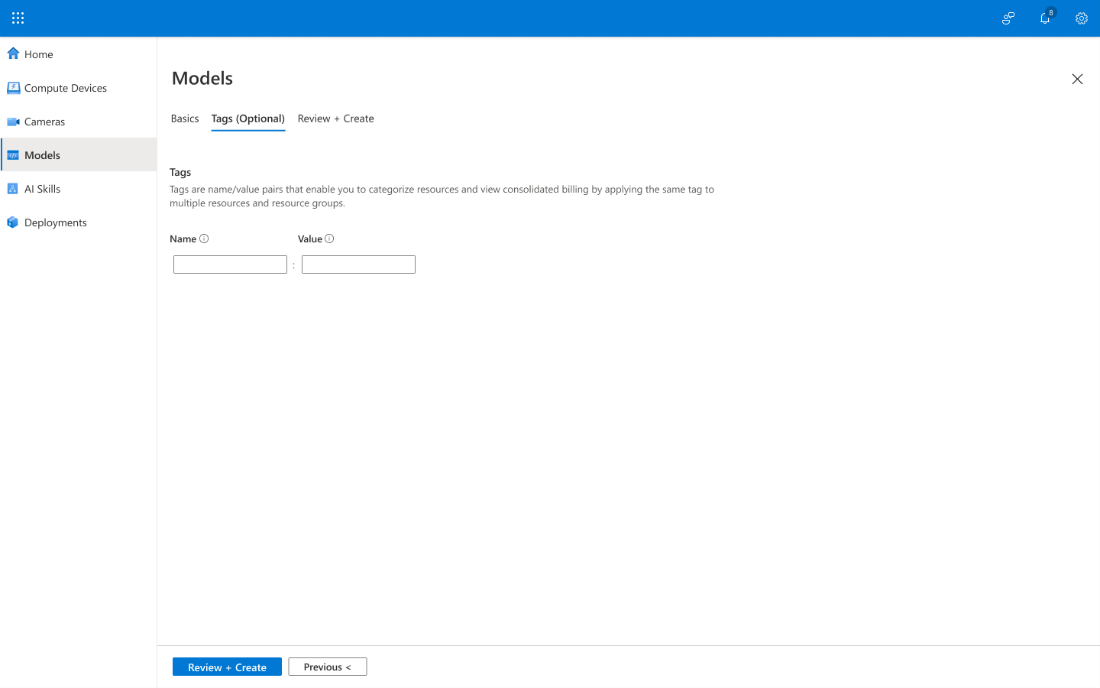 8
Home
Compute Devices
Cameras
Models
AI Skills
Deployments
Models
Basics Tags (Optional) Review + Create
Tags
Tags are name/value pairs that enable you to categorize resources and view consolidated billing by applying the same tag to
multiple resources and resource groups.
Name Value
:
Review + Create Previous <